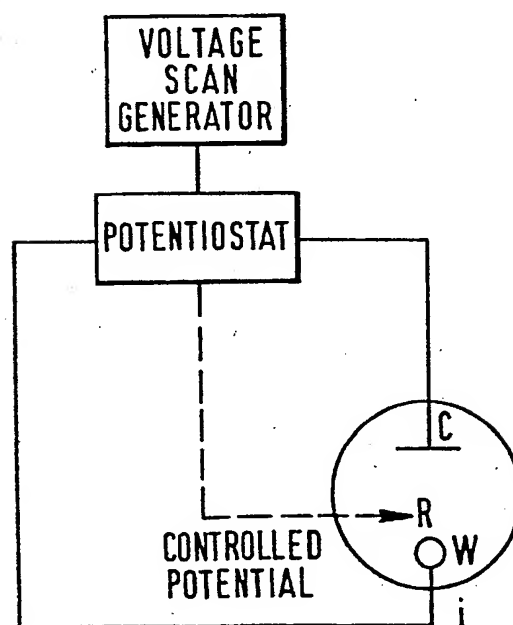 VOLTAGE
SCAN
GENERATOR
POTENTIOSTAT
C
R
W
CONTROLLED
POTENTIAL
i